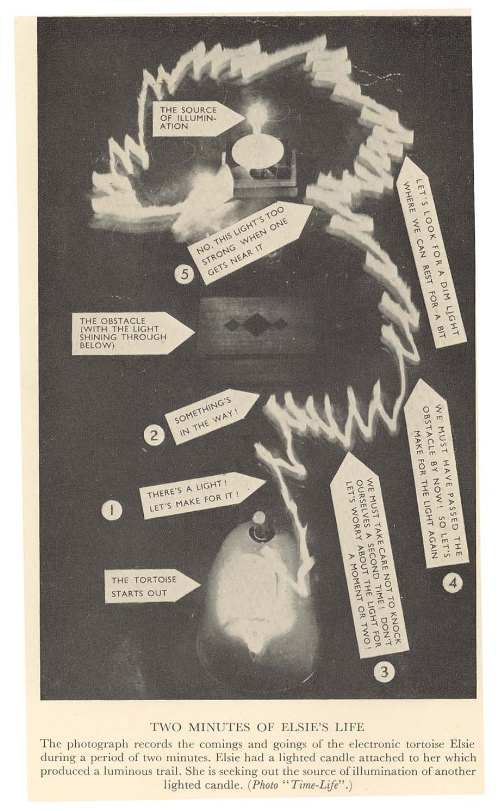 THE SOURCE
OF ILLUMIN-
ATION
LET'S LOOK FOR A DIM LIGHT
WHERE WE CAN REST FOR A BIT
NO, THIS LIGHT'S TOO
STRONG WHEN ONE
GETS NEAR IT
5
THE OBSTACLE
(WITH THE LIGHT
SHINING THROUGH
BELOW)
SOMETHING'S
IN THE WAY!
2
WE MUST HAVE PASSED THE
OBSTACLE BY NOW! SO LET'S
MAKE FOR THE LIGHT AGAIN
4
THERE'S A LIGHT!
LET'S MAKE FOR IT!
1
WE MUST TAKE CARE NOT TO KNOCK
OURSELVES A SECOND TIME! DON'T
LET'S WORRY ABOUT THE LIGHT FOR
A MOMENT OR TWO!
3
THE TORTOISE
STARTS OUT
TWO MINUTES OF ELSIE'S LIFE
The photograph records the comings and goings of the electronic tortoise Elsie
during a period of two minutes. Elsie had a lighted candle attached to her which
produced a luminous trail. She is seeking out the source of illumination of another
lighted candle. (Photo "Time-Life".)